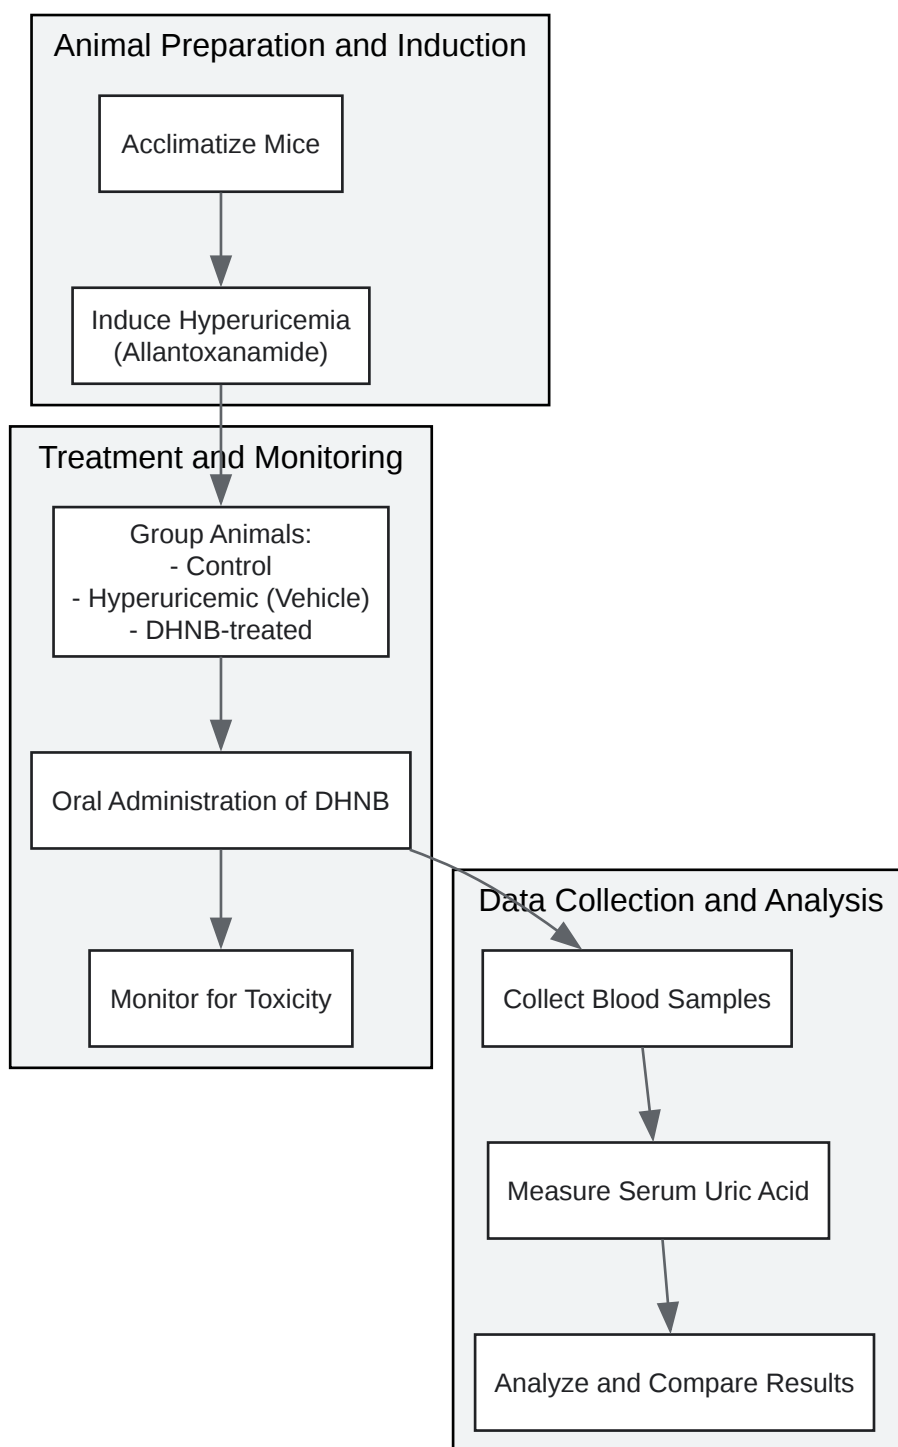 Animal Preparation and Induction
Acclimatize Mice
Induce Hyperuricemia
(Allantoxanamide)
Treatment and Monitoring
Group Animals:
- Control
- Hyperuricemic (Vehicle)
- DHNB-treated
Oral Administration of DHNB
Monitor for Toxicity
Data Collection and Analysis
Collect Blood Samples
Measure Serum Uric Acid
Analyze and Compare Results